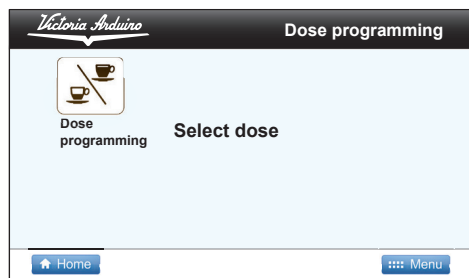 Victoria Arduino
Dose programming
Dose
programming
Select dose
Home
Menu